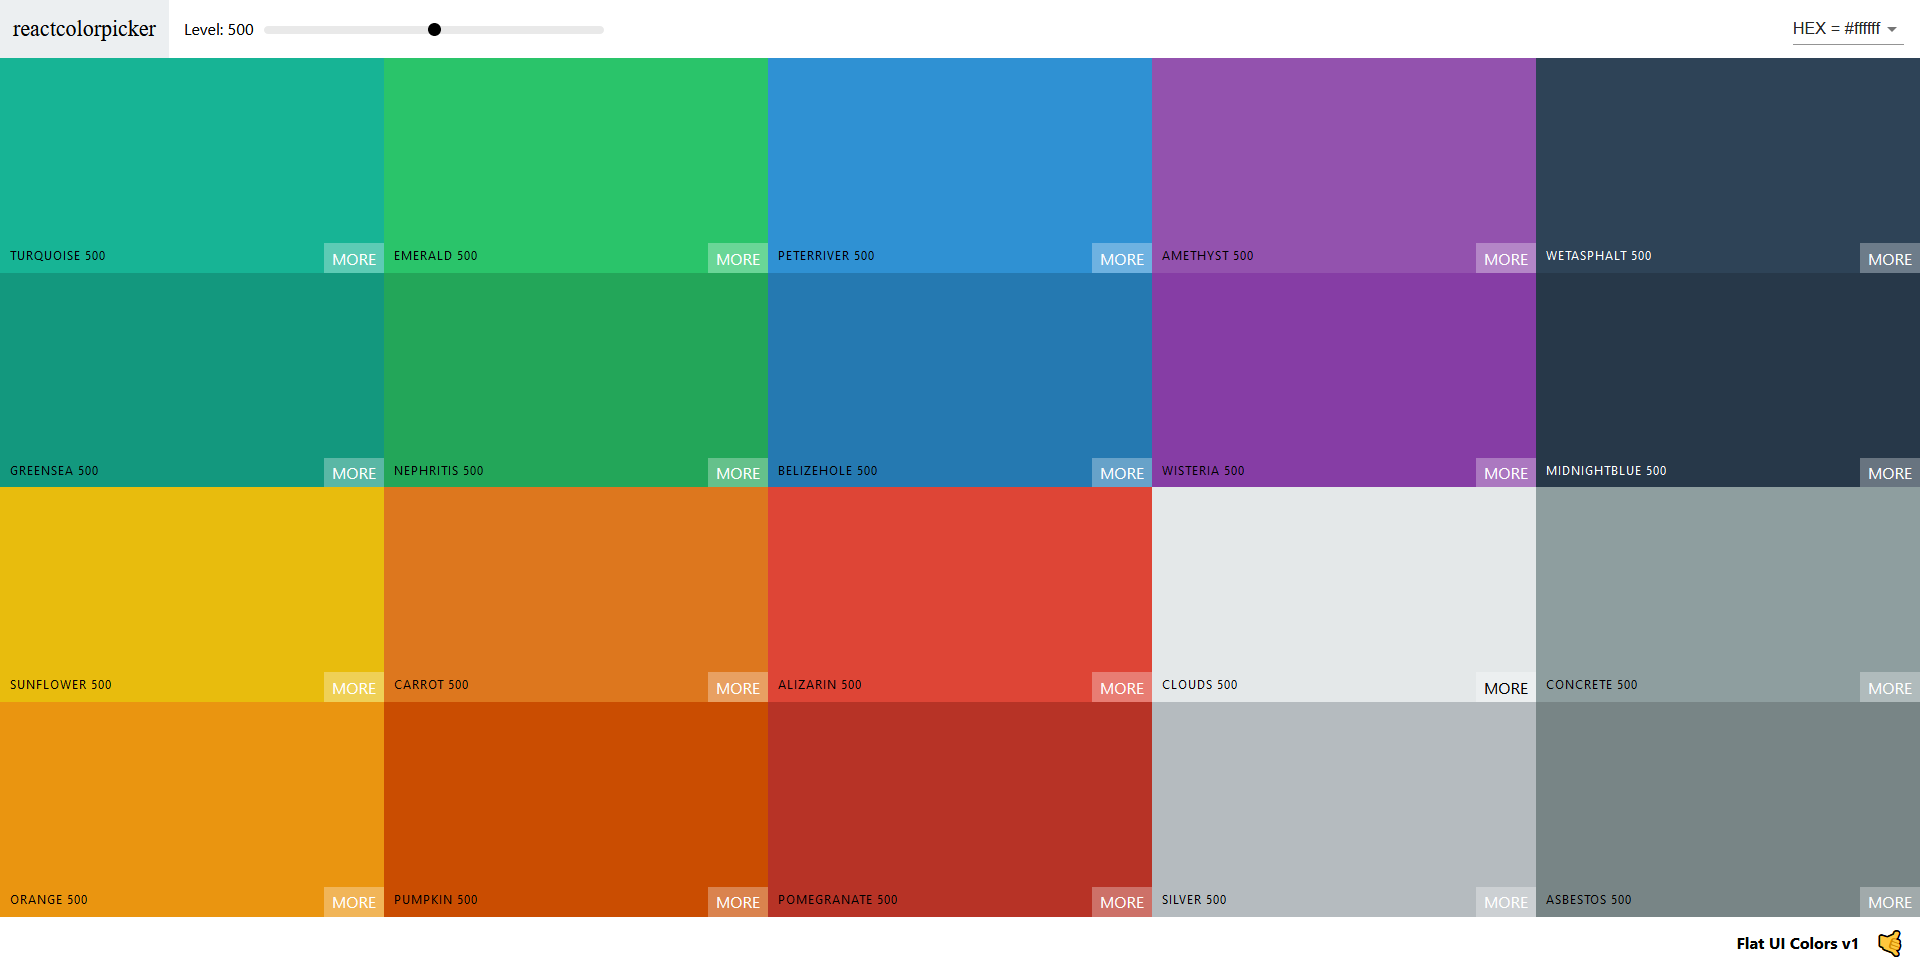 reactcolorpicker Level: 500 HEX = #ffffff
TURQUOISE 500 MORE EMERALD 500 MORE PETERRIVER 500 MORE AMETHYST 500 MORE WETASPHALT 500 MORE
GREENSEA 500 MORE NEPHRITIS 500 MORE BELIZEHOLE 500 MORE WISTERIA 500 MORE MIDNIGHTBLUE 500 MORE
SUNFLOWER 500 MORE CARROT 500 MORE ALIZARIN 500 MORE CLOUDS 500 MORE CONCRETE 500 MORE
ORANGE 500 MORE PUMPKIN 500 MORE POMEGRANATE 500 MORE SILVER 500 MORE ASBESTOS 500 MORE
Flat UI Colors v1